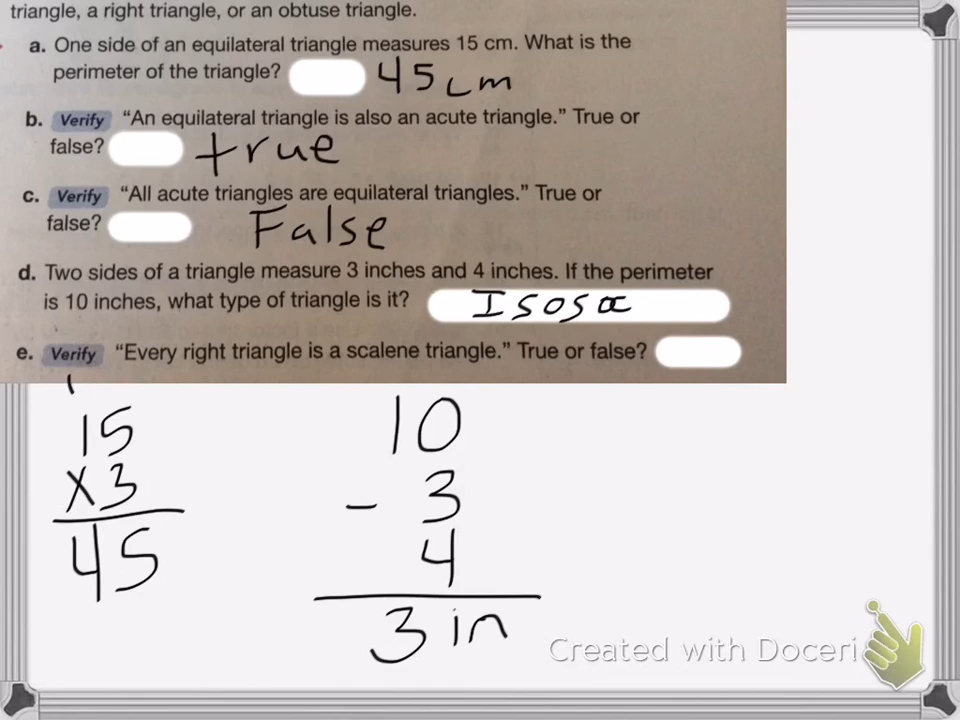 triangle, a right triangle, or an obtuse triangle.
a. One side of an equilateral triangle measures 15 cm. What is the
perimeter of the triangle? 45cm
b. Verify "An equilateral triangle is also an acute triangle." True or
false? true
c. Verify "All acute triangles are equilateral triangles." True or
false? False
d. Two sides of a triangle measure 3 inches and 4 inches. If the perimeter
is 10 inches, what type of triangle is it? Isos
e. Verify "Every right triangle is a scalene triangle." True or false?
1
15
x3
45
10
- 3
4
3 in
Created with Doceri